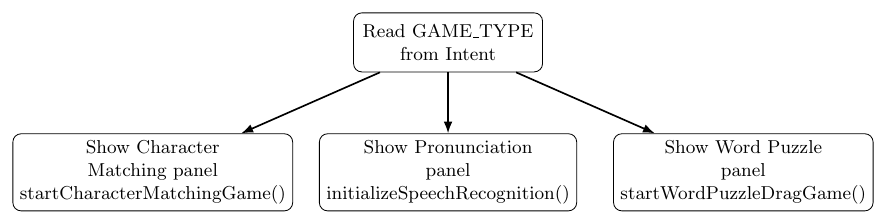 Read GAME_TYPE
from Intent
Show Character
Matching panel
startCharacterMatchingGame()
Show Pronunciation
panel
initializeSpeechRecognition()
Show Word Puzzle
panel
startWordPuzzleDragGame()